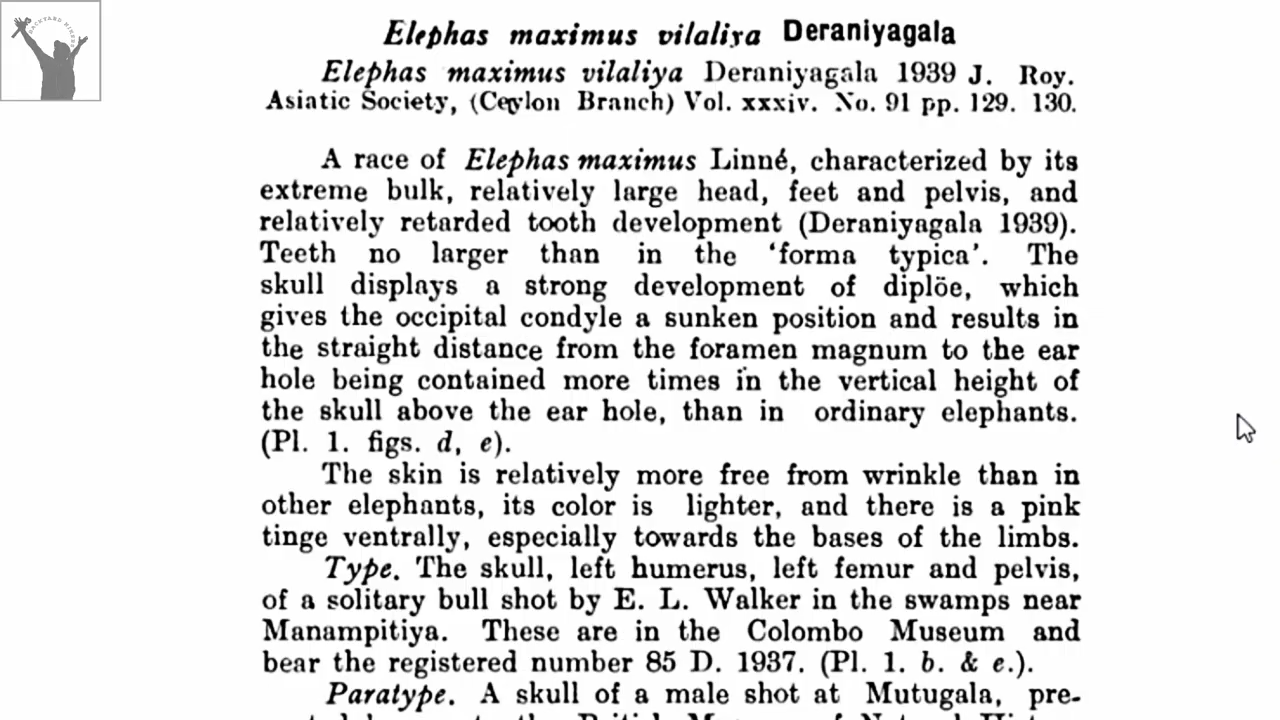 BACKYARD NINETY
Elephas maximus vilaliya Deraniyagala
Elephas maximus vilaliya Deraniyagala 1939 J. Roy.
Asiatic Society, (Ceylon Branch) Vol. xxxiv. No. 91 pp. 129. 130.
A race of Elephas maximus Linné, characterized by its
extreme bulk, relatively large head, feet and pelvis, and
relatively retarded tooth development (Deraniyagala 1939).
Teeth no larger than in the ‘forma typica’. The
skull displays a strong development of diplöe, which
gives the occipital condyle a sunken position and results in
the straight distance from the foramen magnum to the ear
hole being contained more times in the vertical height of
the skull above the ear hole, than in ordinary elephants.
(Pl. 1. figs. d, e).
The skin is relatively more free from wrinkle than in
other elephants, its color is lighter, and there is a pink
tinge ventrally, especially towards the bases of the limbs.
Type. The skull, left humerus, left femur and pelvis,
of a solitary bull shot by E. L. Walker in the swamps near
Manampitiya. These are in the Colombo Museum and
bear the registered number 85 D. 1937. (Pl. 1. b. & e.).
Paratype. A skull of a male shot at Mutugala, pre-